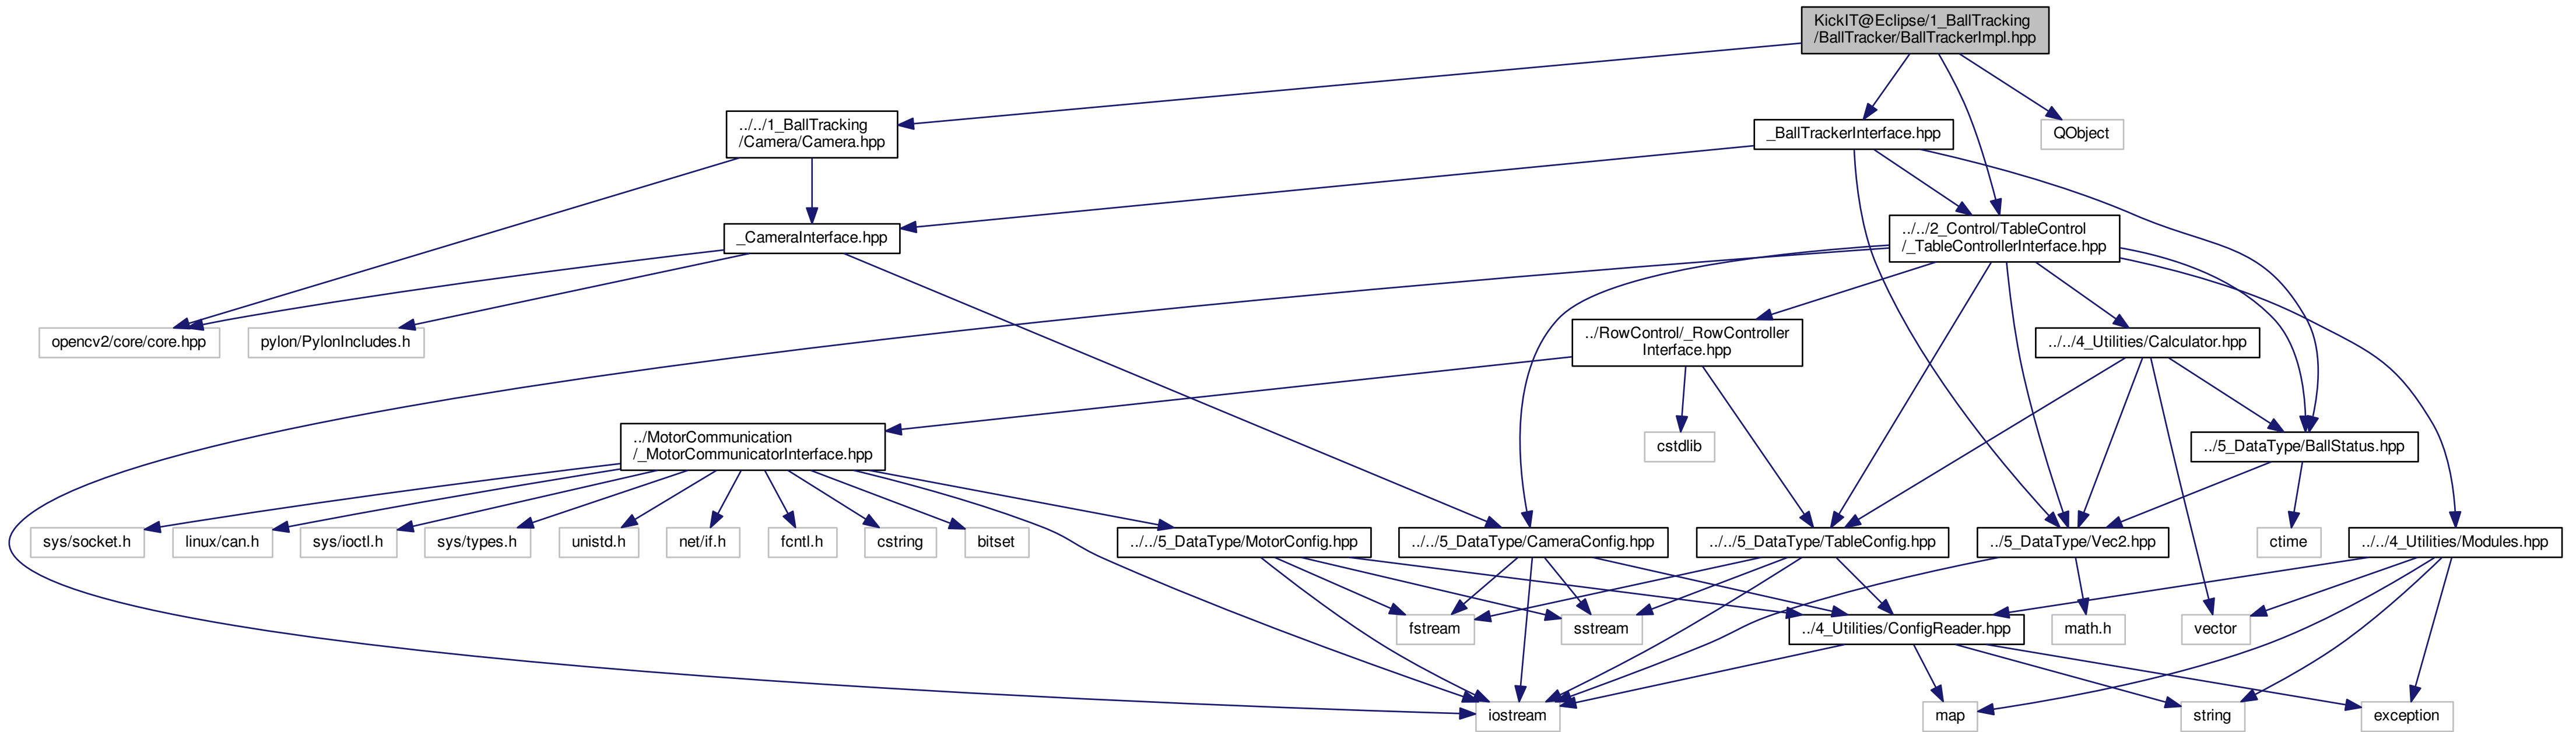 KickIT@Eclipse/1_BallTracking
/BallTracker/BallTrackerImpl.hpp
../../1_BallTracking
/Camera/Camera.hpp
_BallTrackerInterface.hpp
QObject
_CameraInterface.hpp
../../2_Control/TableControl
/_TableControllerInterface.hpp
opencv2/core/core.hpp
pylon/PylonIncludes.h
../RowControl/_RowController
Interface.hpp
../../4_Utilities/Calculator.hpp
../MotorCommunication
/_MotorCommunicatorInterface.hpp
cstdlib
../5_DataType/BallStatus.hpp
sys/socket.h
linux/can.h
sys/ioctl.h
sys/types.h
unistd.h
net/if.h
fcntl.h
cstring
bitset
../../5_DataType/MotorConfig.hpp
../../5_DataType/CameraConfig.hpp
../../5_DataType/TableConfig.hpp
../5_DataType/Vec2.hpp
ctime
../../4_Utilities/Modules.hpp
fstream
sstream
../4_Utilities/ConfigReader.hpp
math.h
vector
iostream
map
string
exception